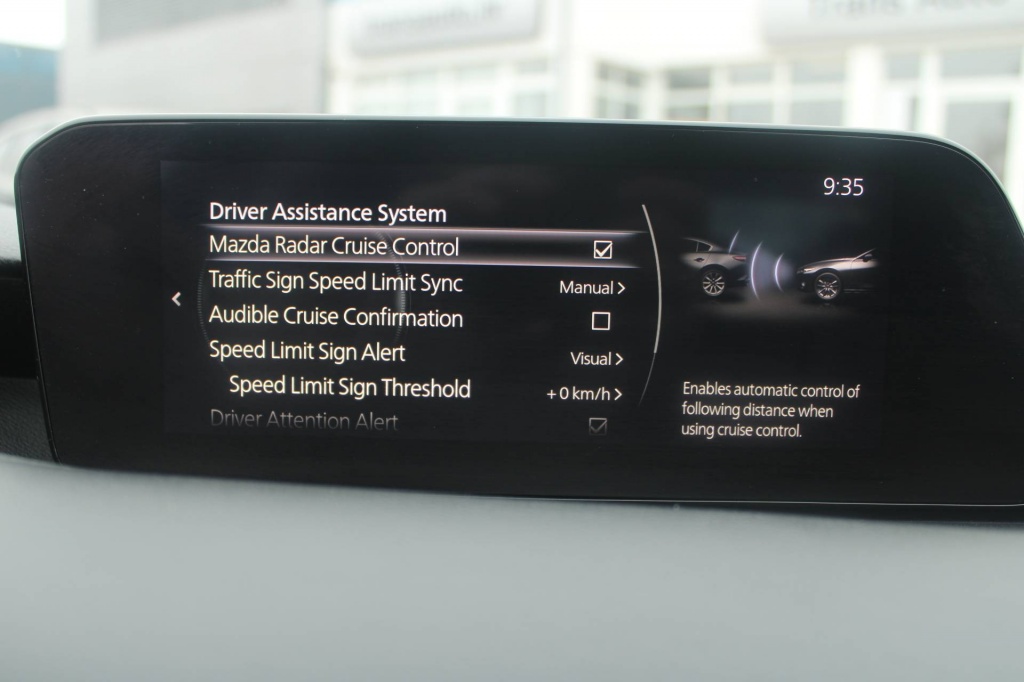 9:35
Driver Assistance System
Mazda Radar Cruise Control
Traffic Sign Speed Limit Sync Manual >
Audible Cruise Confirmation
Speed Limit Sign Alert Visual >
Speed Limit Sign Threshold +0 km/h >
Driver Attention Alert
Enables automatic control of
following distance when
using cruise control.